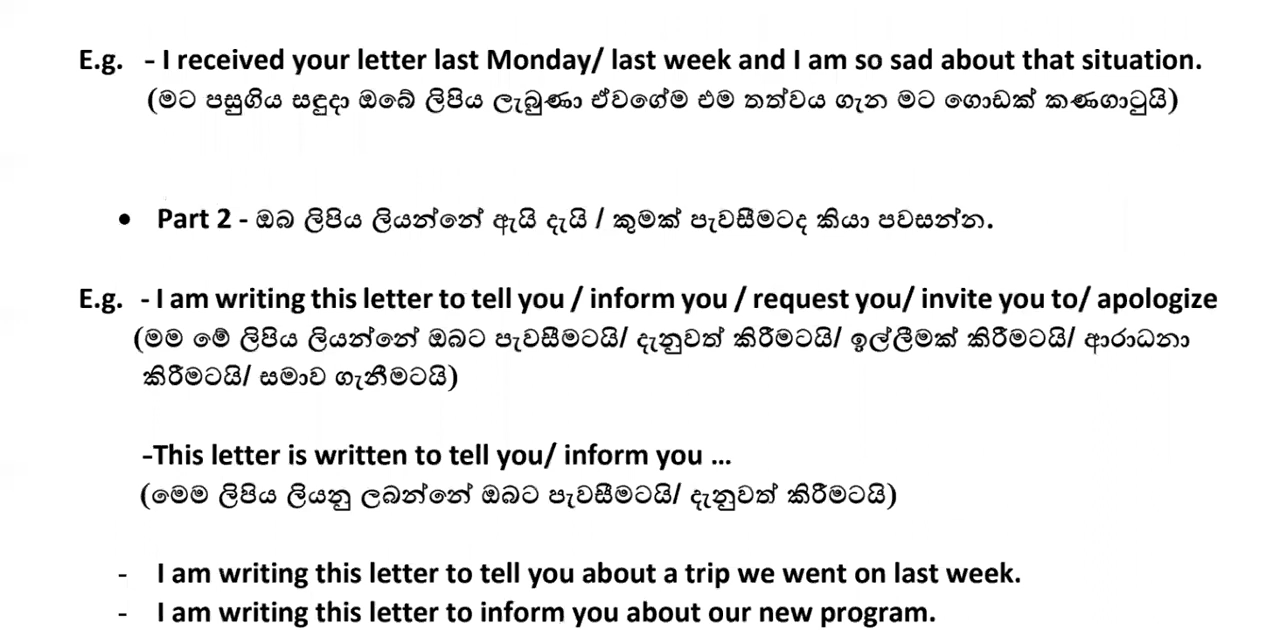 E.g. - I received your letter last Monday/ last week and I am so sad about that situation.
(මට පසුගිය සඳුදා ඔබේ ලිපිය ලැබුණා ඒවගේම එම තත්වය ගැන මට ගොඩක් කණගාටුයි)
• Part 2 - ඔබ ලිපිය ලියන්නේ ඇයි දැයි / කුමක් පැවසීමටද කියා පවසන්න.
E.g. - I am writing this letter to tell you / inform you / request you/ invite you to/ apologize
(මම මේ ලිපිය ලියන්නේ ඔබට පැවසීමටයි/ දැනුවත් කිරීමටයි/ ඉල්ලීමක් කිරීමටයි/ ආරාධනා
කිරීමටයි/ සමාව ගැනීමටයි)
-This letter is written to tell you/ inform you ...
(මෙම ලිපිය ලියනු ලබන්නේ ඔබට පැවසීමටයි/ දැනුවත් කිරීමටයි)
- I am writing this letter to tell you about a trip we went on last week.
- I am writing this letter to inform you about our new program.